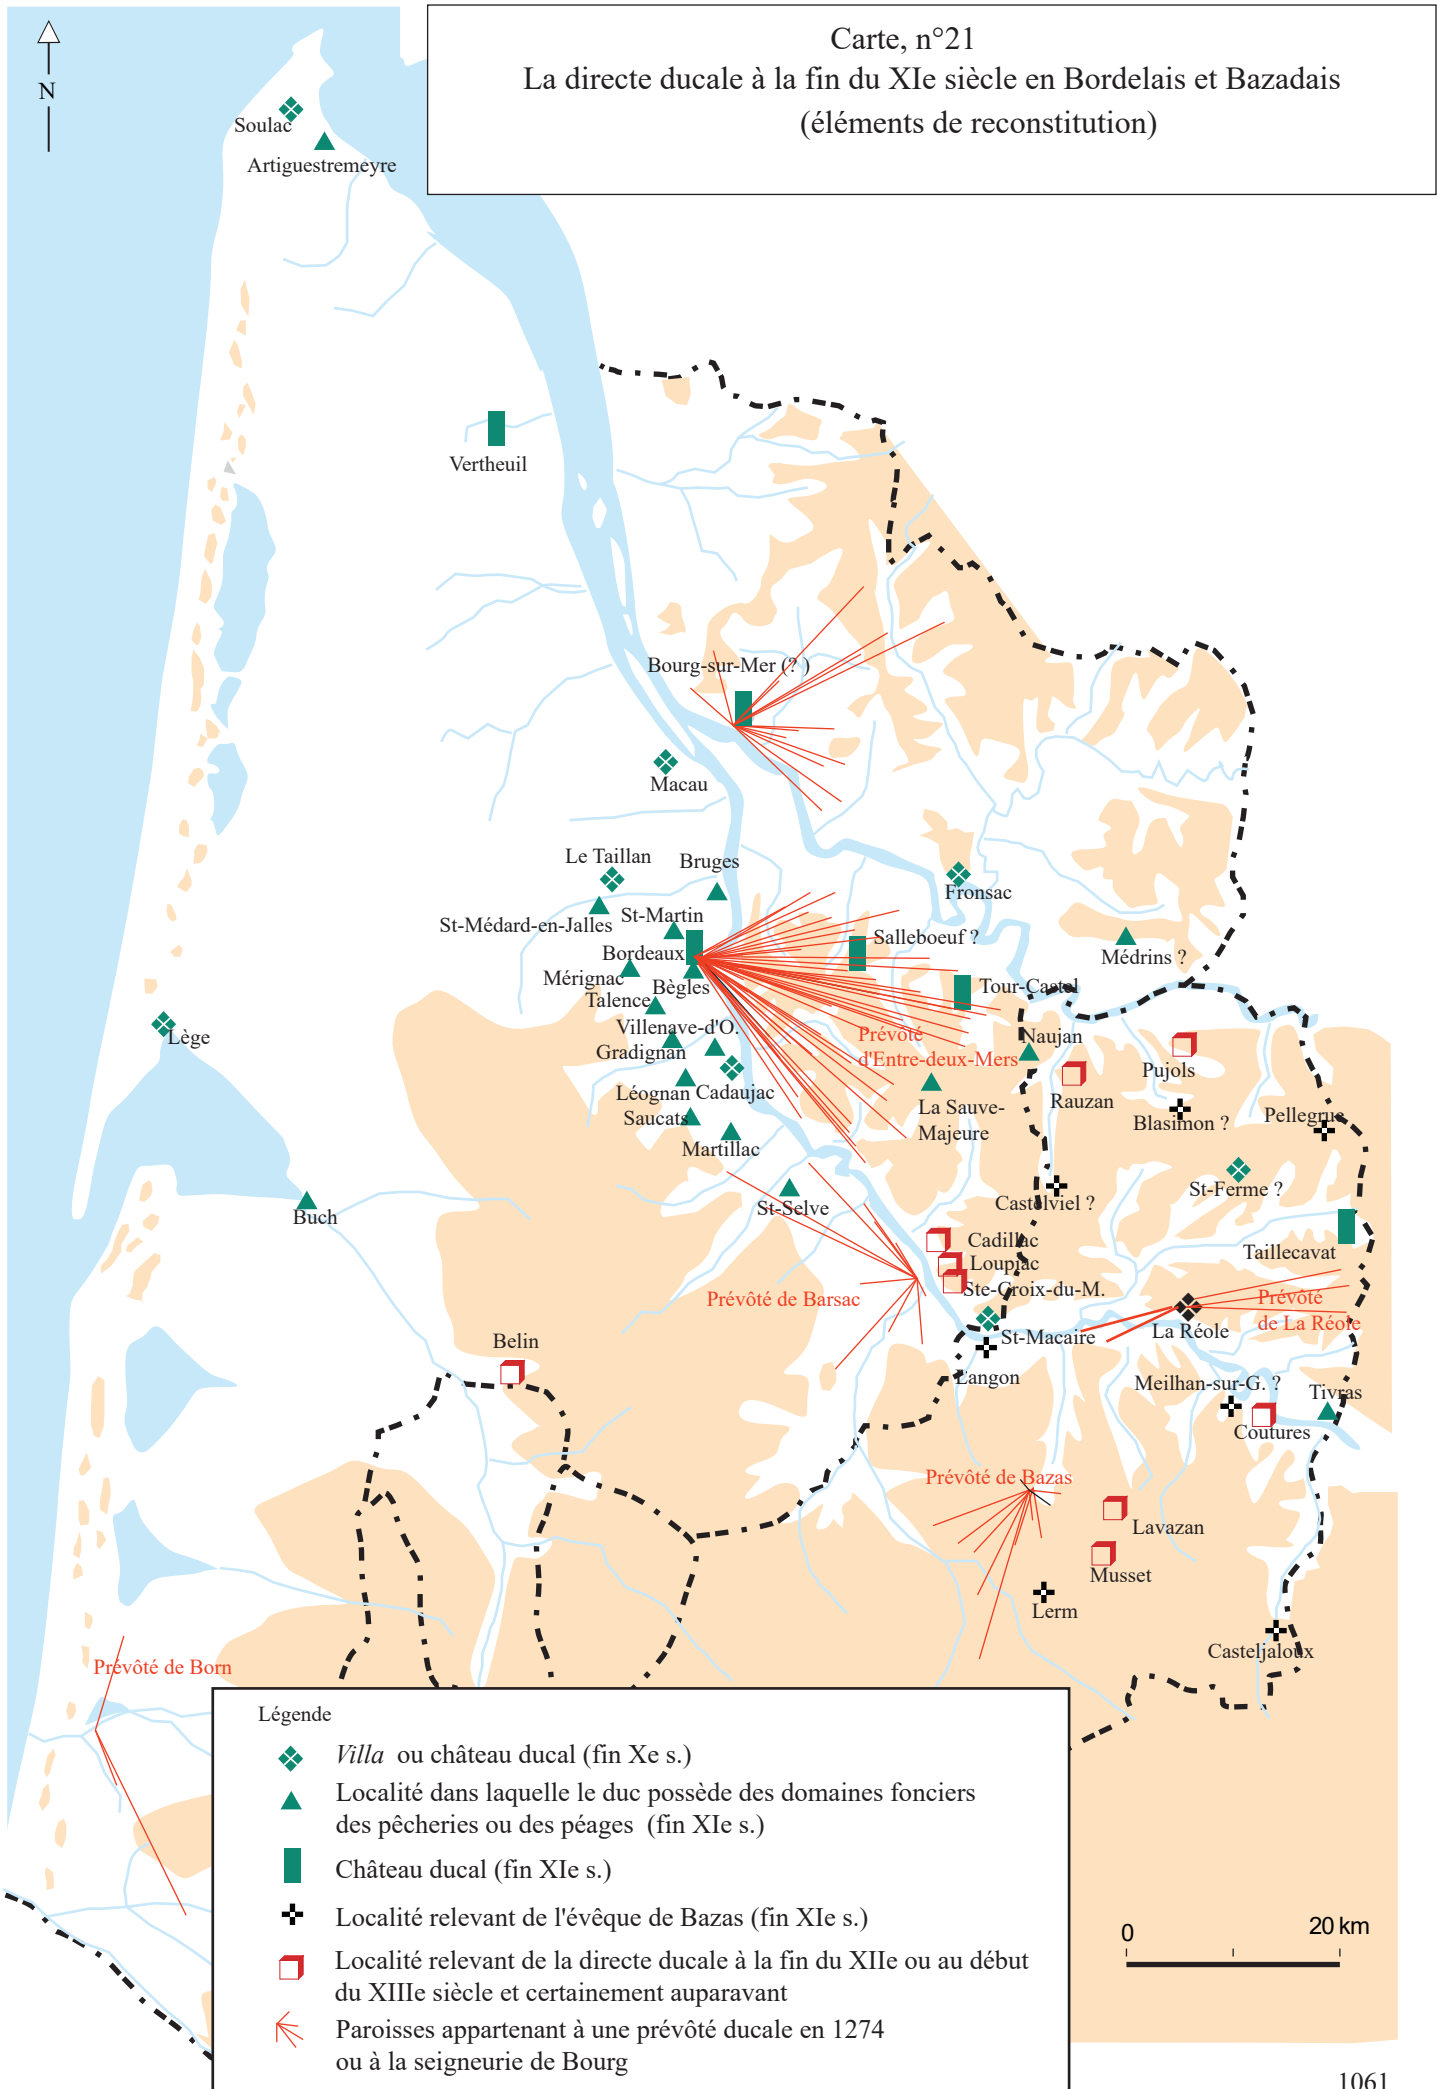 Carte, n°21
La directe ducale à la fin du XIe siècle en Bordelais et Bazadais
(éléments de reconstitution)
N
Soulac
Artiguestremeyre
Vertheuil
Bourg-sur-Mer (? )
Macau
Le Taillan
Bruges
Fronsac
St-Médard-en-Jalles
St-Martin
Bordeaux
Salleboeuf ?
Médrins ?
Mérignac
Bègles
Tour-Castel
Talence
Villenave-d'O.
Lège
Gradignan
Prévoté
d'Entre-deux-Mers
Naujan
Pujols
Léognan
Cadaujac
Rauzan
Saucats
La Sauve-
Majeure
Blasimon ?
Pellegrue
Martillac
St-Ferme ?
Castelviel ?
St-Selve
Buch
Cadillac
Taillecavat
Loupiac
Ste-Croix-du-M.
Prévôté de Barsac
Prévôté
de La Réole
La Réole
St-Macaire
Belin
Langon
Meilhan-sur-G. ?
Tivras
Coutures
Prévôté de Bazas
Lavazan
Musset
Lerm
Casteljaloux
Prévôté de Born
Légende
Villa ou château ducal (fin Xe s.)
Localité dans laquelle le duc possède des domaines fonciers
des pêcheries ou des péages (fin XIe s.)
Château ducal (fin XIe s.)
Localité relevant de l'évêque de Bazas (fin XIe s.)
Localité relevant de la directe ducale à la fin du XIIe ou au début
du XIIIe siècle et certainement auparavant
Paroisses appartenant à une prévôté ducale en 1274
ou à la seigneurie de Bourg
0 20 km
1061